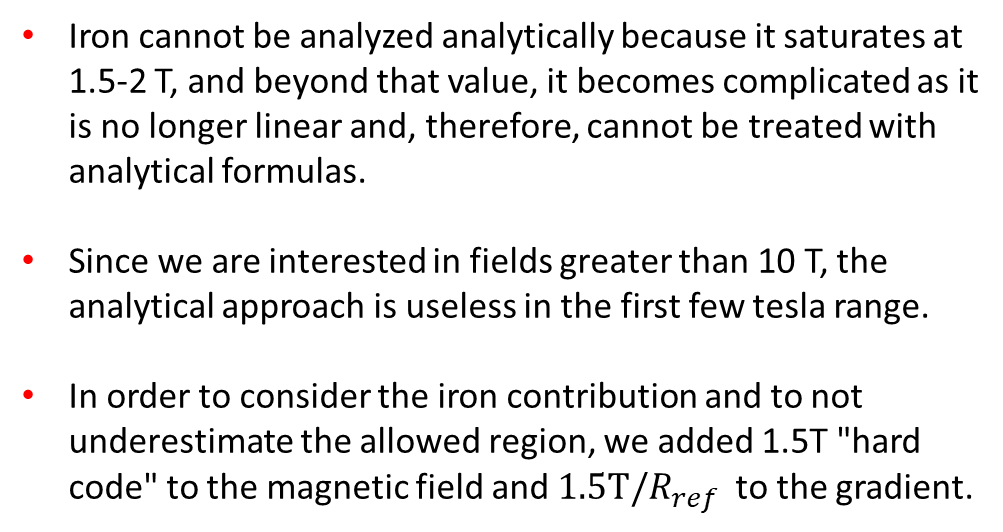 • Iron cannot be analyzed analytically because it saturates at
1.5-2 T, and beyond that value, it becomes complicated as it
is no longer linear and, therefore, cannot be treated with
analytical formulas.
• Since we are interested in fields greater than 10 T, the
analytical approach is useless in the first few tesla range.
• In order to consider the iron contribution and to not
underestimate the allowed region, we added 1.5T "hard
code" to the magnetic field and 1.5T/R_{ref} to the gradient.